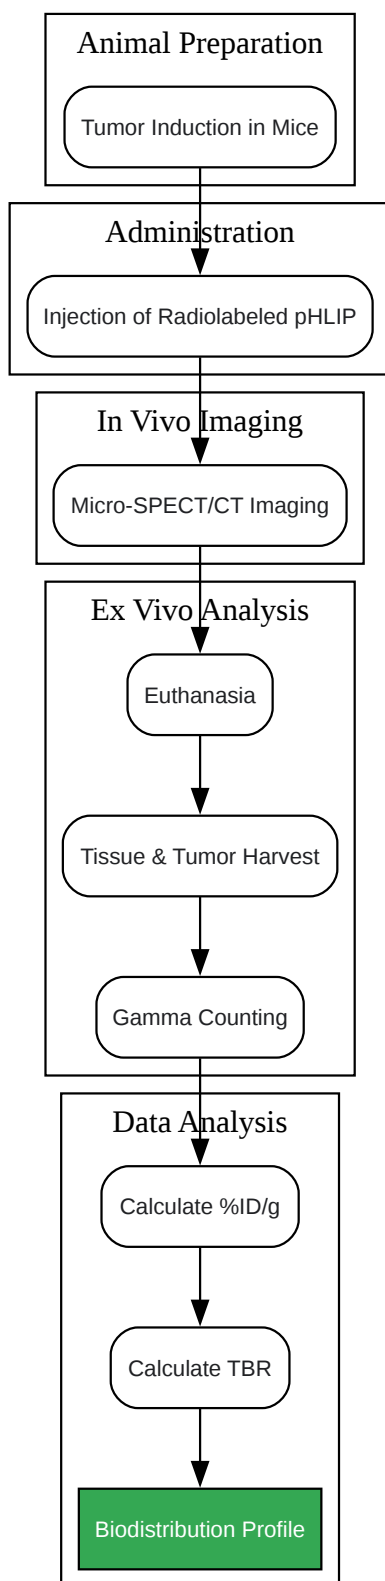 Animal Preparation
Tumor Induction in Mice
Administration
Injection of Radiolabeled pHLIP
In Vivo Imaging
Micro-SPECT/CT Imaging
Ex Vivo Analysis
Euthanasia
Tissue & Tumor Harvest
Gamma Counting
Data Analysis
Calculate %ID/g
Calculate TBR
Biodistribution Profile